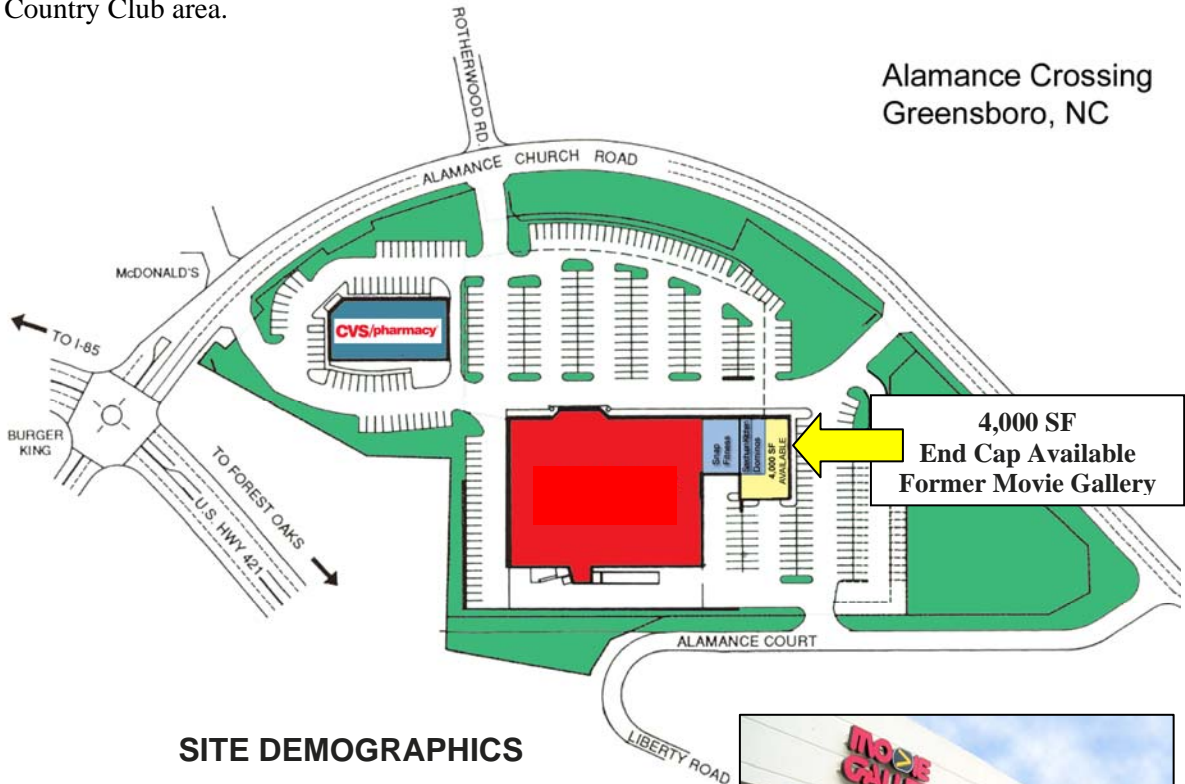 Country Club area.
ROTHERWOOD RD.
Alamance Crossing
Greensboro, NC
ALAMANCE CHURCH ROAD
McDONALD'S
CVS/pharmacy
TO I-85
BURGER
KING
TO FOREST OAKS
U.S. HWY 421
Snap
Fitness
Dominos
4,000 SF
AVAILABLE
4,000 SF
End Cap Available
Former Movie Gallery
ALAMANCE COURT
SITE DEMOGRAPHICS
LIBERTY ROAD
MOVIE